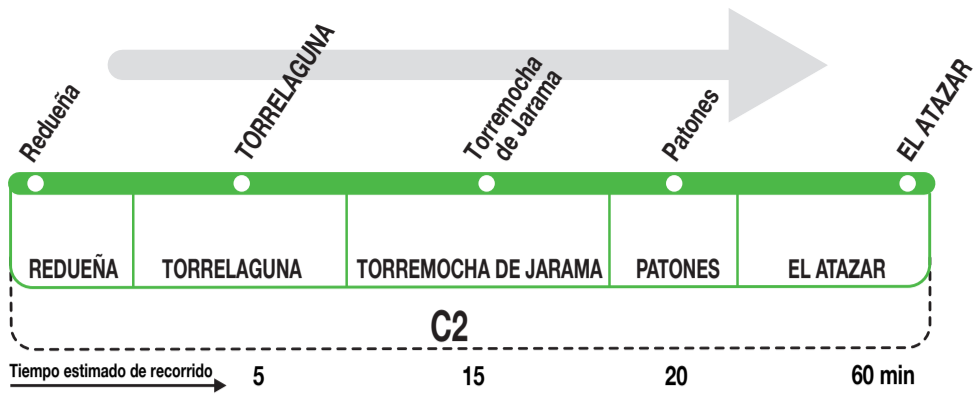 Redueña
TORRELAGUNA
Torremocha
de Jarama
Patones
EL ATAZAR
REDUEÑA
TORRELAGUNA
TORREMOCHA DE JARAMA
PATONES
EL ATAZAR
C2
Tiempo estimado de recorrido 5 15 20 60 min